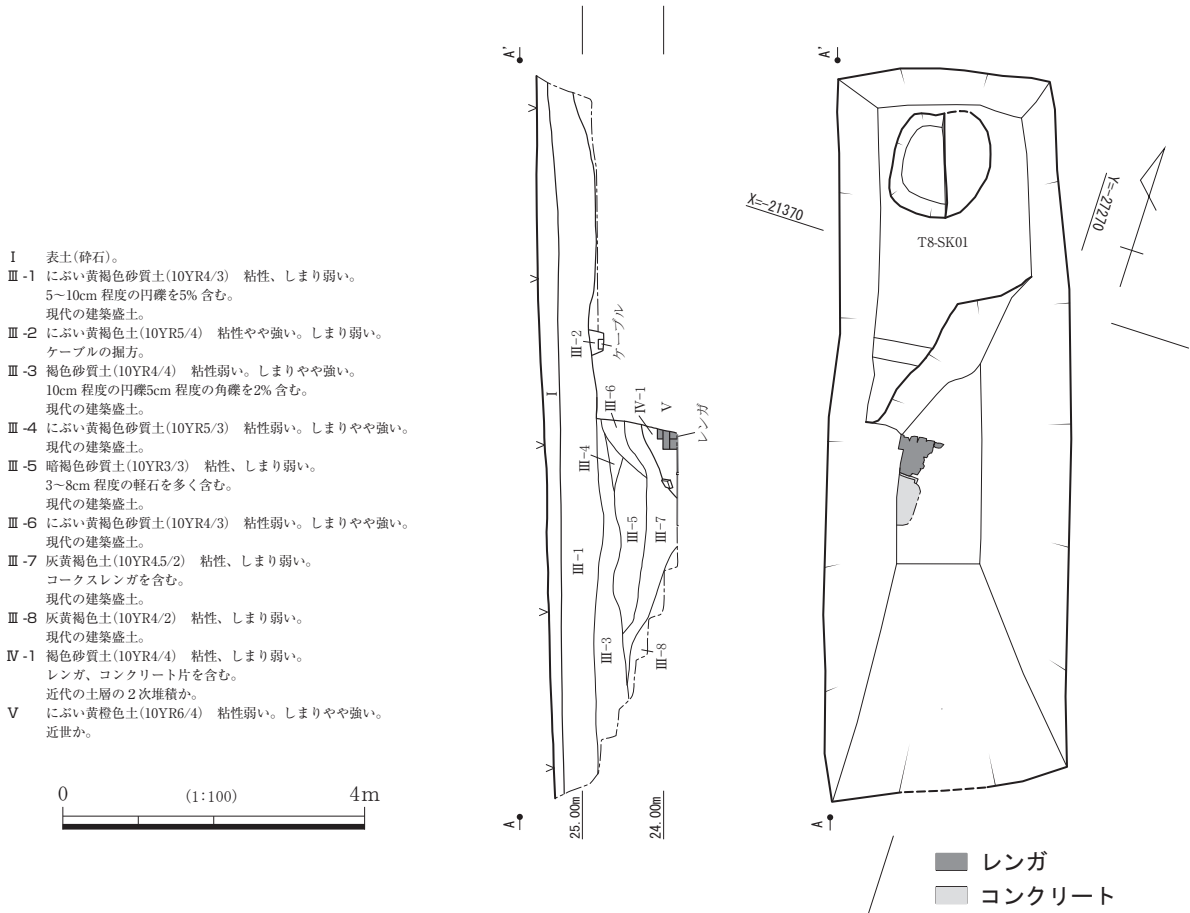 Ⅰ 表土(砕石)。
Ⅲ-1 にぶい黄褐色砂質土(10YR4/3) 粘性、しまり弱い。
5〜10cm 程度の円礫を5% 含む。
現代の建築盛土。
Ⅲ-2 にぶい黄褐色土(10YR5/4) 粘性やや強い。しまり弱い。
ケーブルの掘方。
Ⅲ-3 褐色砂質土(10YR4/4) 粘性弱い。しまりやや強い。
10cm 程度の円礫5cm 程度の角礫を2% 含む。
現代の建築盛土。
Ⅲ-4 にぶい黄褐色土(10YR5/3) 粘性弱い。しまりやや強い。
現代の建築盛土。
Ⅲ-5 暗褐色砂質土(10YR3/3) 粘性、しまり弱い。
3〜8cm 程度の軽石を多く含む。
現代の建築盛土。
Ⅲ-6 にぶい黄褐色砂質土(10YR4/3) 粘性弱い。しまりやや強い。
現代の建築盛土。
Ⅲ-7 灰黄褐色土(10YR4.5/2) 粘性、しまり弱い。
コークスレンガを含む。
現代の建築盛土。
Ⅲ-8 灰黄褐色土(10YR4/2) 粘性、しまり弱い。
現代の建築盛土。
Ⅳ-1 褐色砂質土(10YR4/4) 粘性、しまり弱い。
レンガ、コンクリート片を含む。
近代の土層の2次堆積か。
Ⅴ にぶい黄橙色土(10YR6/4) 粘性弱い。しまりやや強い。
近世か。
0 (1:100) 4m
A'
Ⅲ-2
ケーブル
Ⅰ
Ⅲ-6
Ⅳ-1
Ⅴ
レンガ
Ⅲ-4
Ⅲ-5
Ⅲ-7
Ⅲ-1
Ⅲ-3
Ⅲ-8
25.00m
24.00m
A
A'
X=-21370
Y=-27270
T8-SK01
A
レンガ
コンクリート